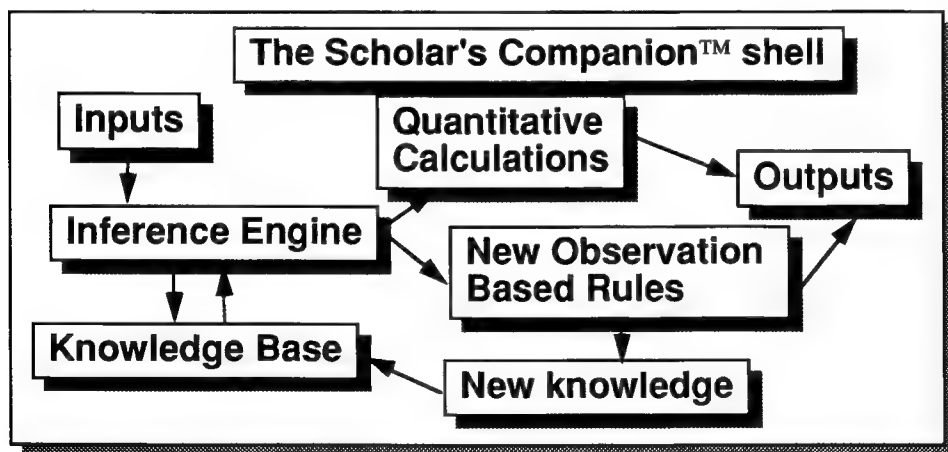 The Scholar's Companion™ shell
Inputs
Quantitative
Calculations
Outputs
Inference Engine
New Observation
Based Rules
Knowledge Base
New knowledge